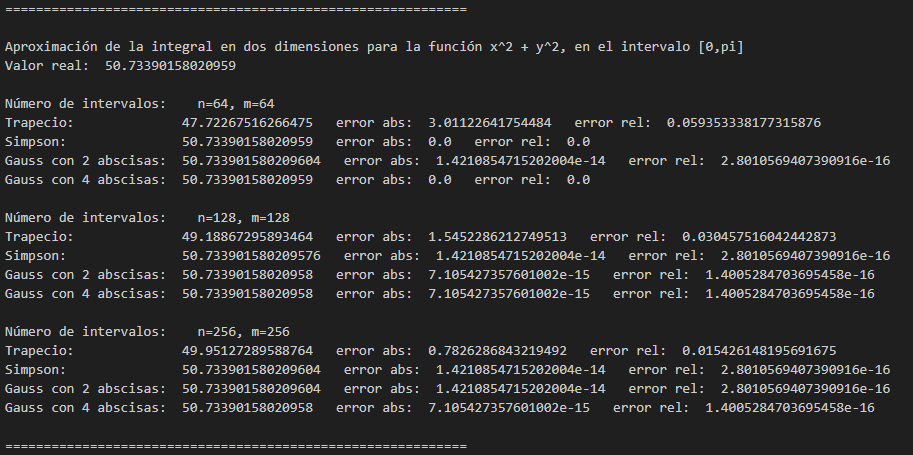 ============================================================
Aproximación de la integral en dos dimensiones para la función x^2 + y^2, en el intervalo [0,pi]
Valor real:  50.73390158020959
Número de intervalos:    n=64, m=64
Trapecio:              47.72267516266475   error abs:  3.01122641754484   error rel:  0.059353338177315876
Simpson:               50.73390158020959   error abs:  0.0   error rel:  0.0
Gauss con 2 abscisas:  50.733901580209604   error abs:  1.4210854715202004e-14   error rel:  2.8010569407390916e-16
Gauss con 4 abscisas:  50.73390158020959   error abs:  0.0   error rel:  0.0
Número de intervalos:    n=128, m=128
Trapecio:              49.18867295893464   error abs:  1.5452286212749513   error rel:  0.030457516042442873
Simpson:               50.733901580209576   error abs:  1.4210854715202004e-14   error rel:  2.8010569407390916e-16
Gauss con 2 abscisas:  50.73390158020958   error abs:  7.105427357601002e-15   error rel:  1.4005284703695458e-16
Gauss con 4 abscisas:  50.73390158020958   error abs:  7.105427357601002e-15   error rel:  1.4005284703695458e-16
Número de intervalos:    n=256, m=256
Trapecio:              49.95127289588764   error abs:  0.7826286843219492   error rel:  0.015426148195691675
Simpson:               50.733901580209604   error abs:  1.4210854715202004e-14   error rel:  2.8010569407390916e-16
Gauss con 2 abscisas:  50.733901580209604   error abs:  1.4210854715202004e-14   error rel:  2.8010569407390916e-16
Gauss con 4 abscisas:  50.73390158020958   error abs:  7.105427357601002e-15   error rel:  1.4005284703695458e-16
============================================================